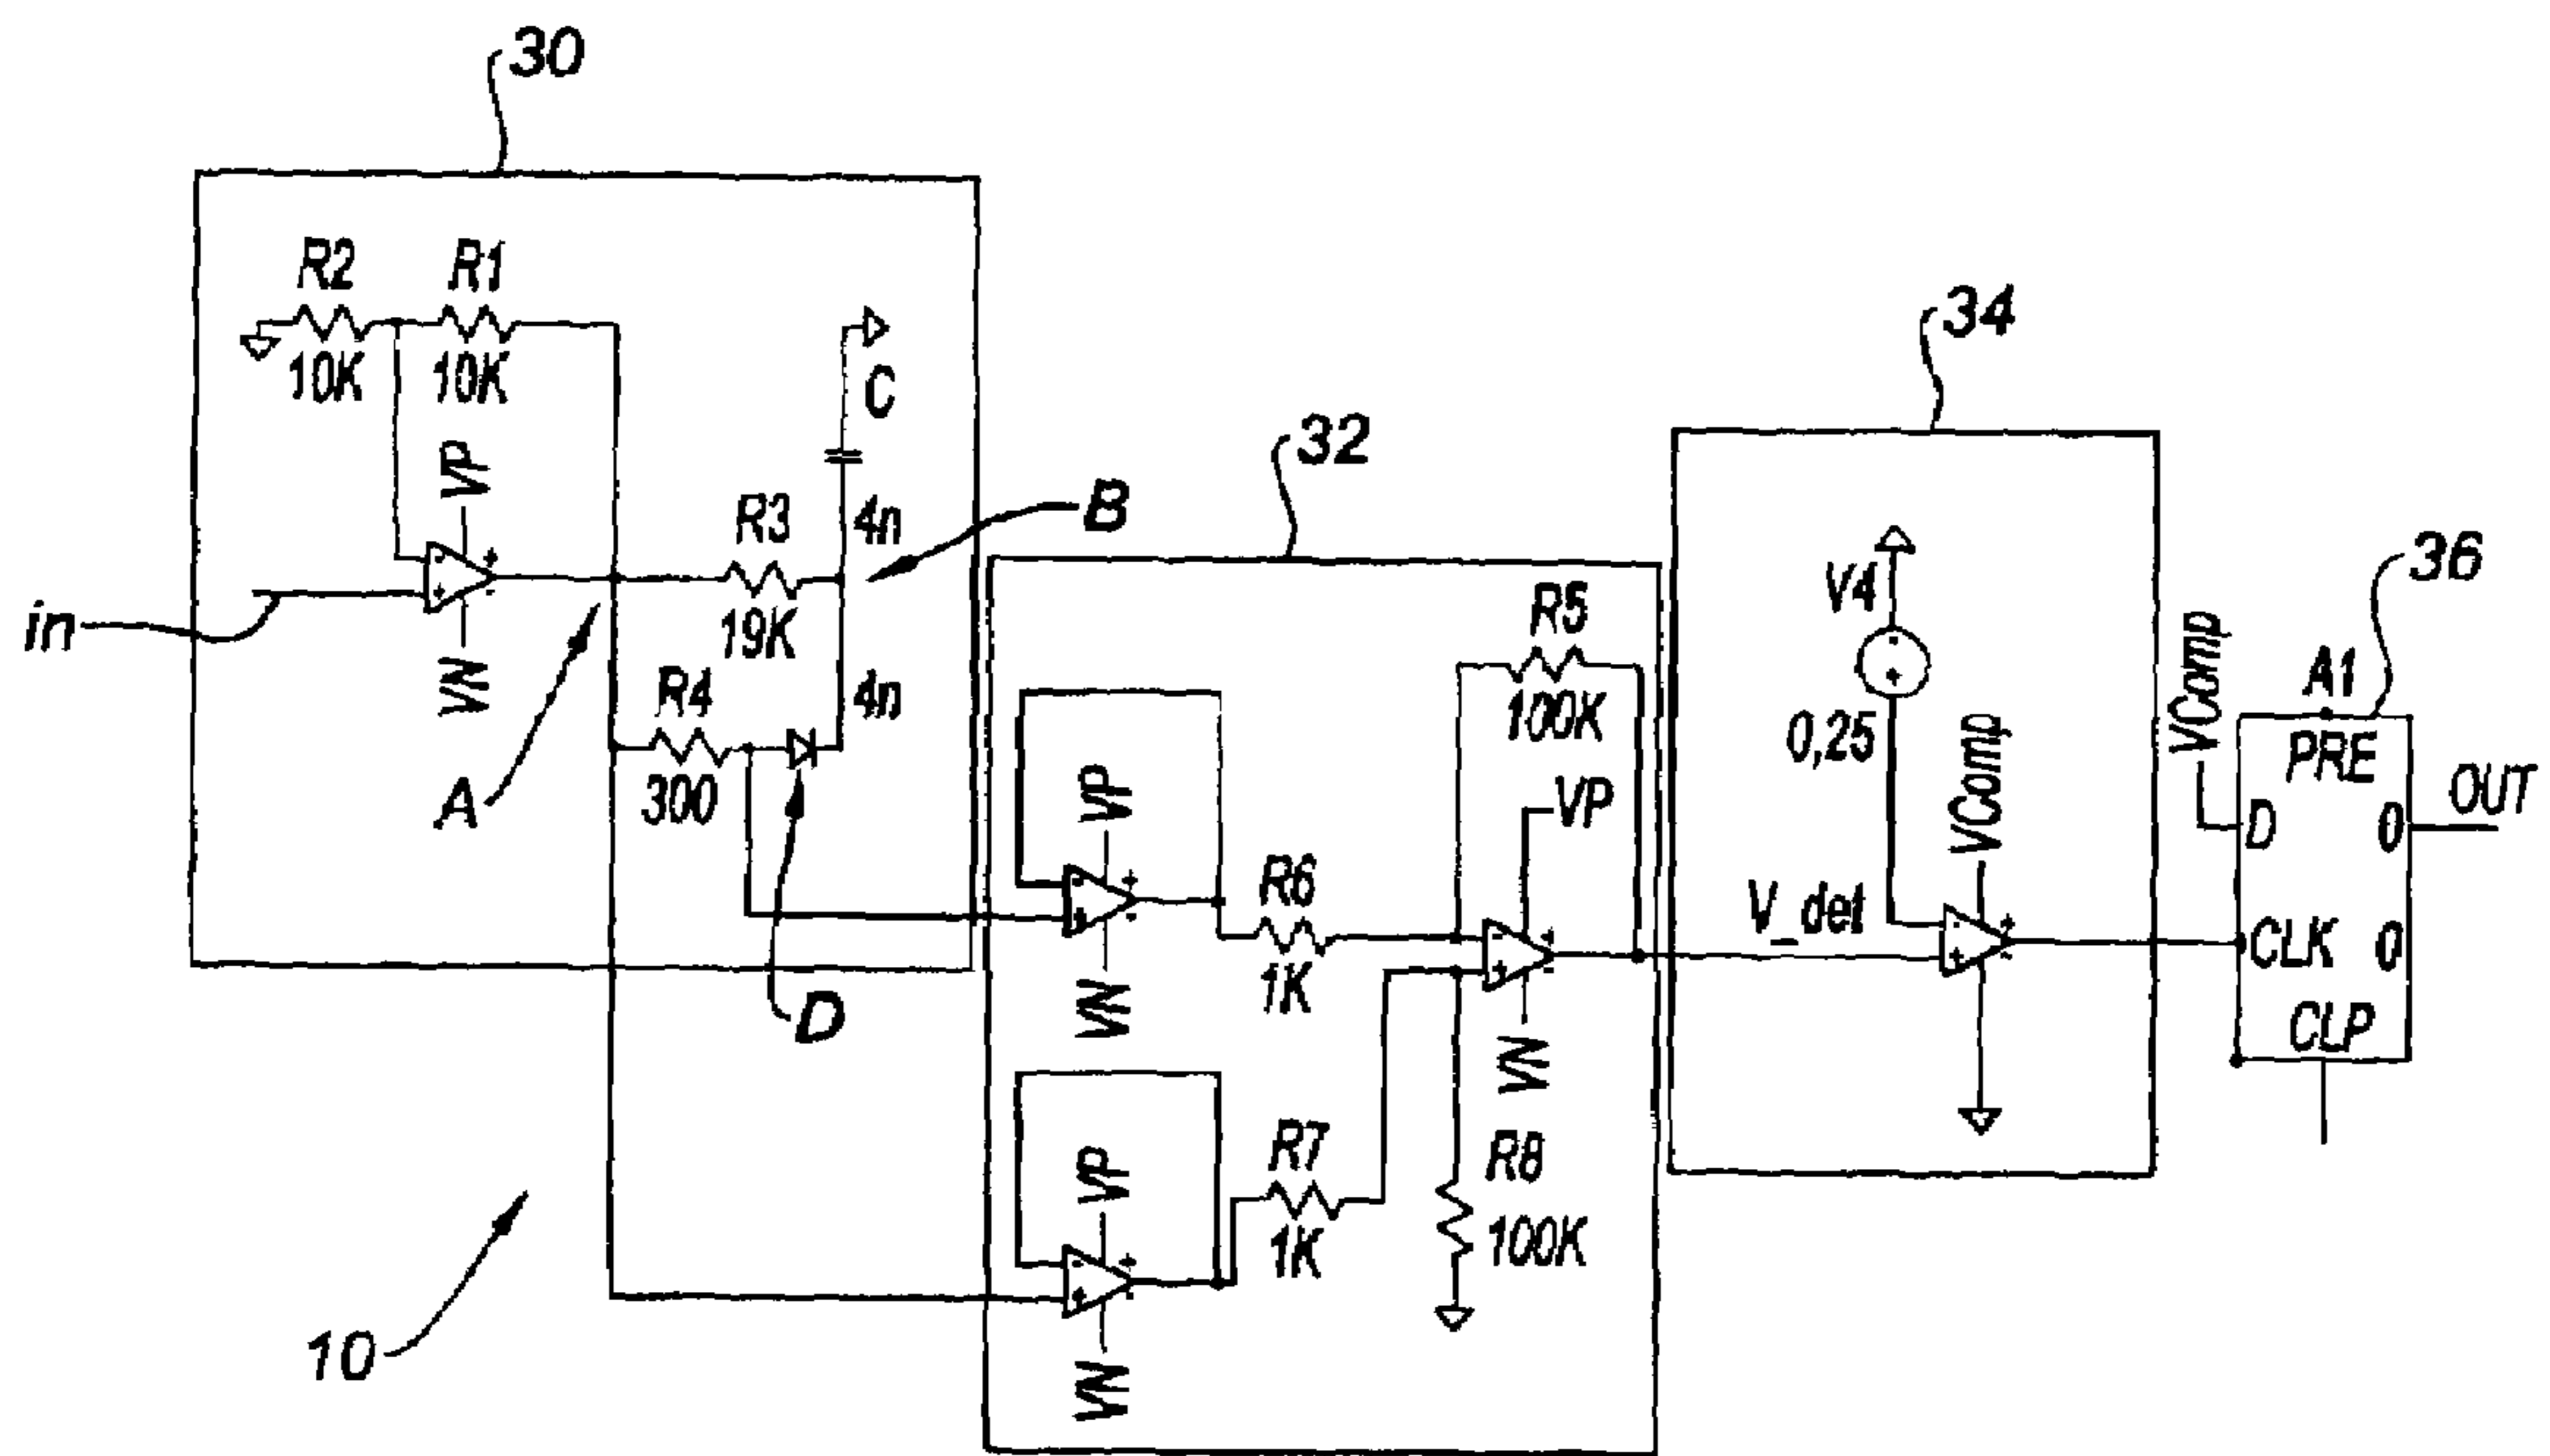 30
R2
R1
10K
10K
C
VP
VN
in
A
R3
19K
4n
B
R4
300
4n
D
10
32
VP
VN
R6
1K
R5
100K
VP
VN
VP
VN
R7
1K
R8
100K
34
V4
-
+
0,25
VComp
V_det
36
VComp
A1
PRE
D
0
OUT
CLK
0
CLP